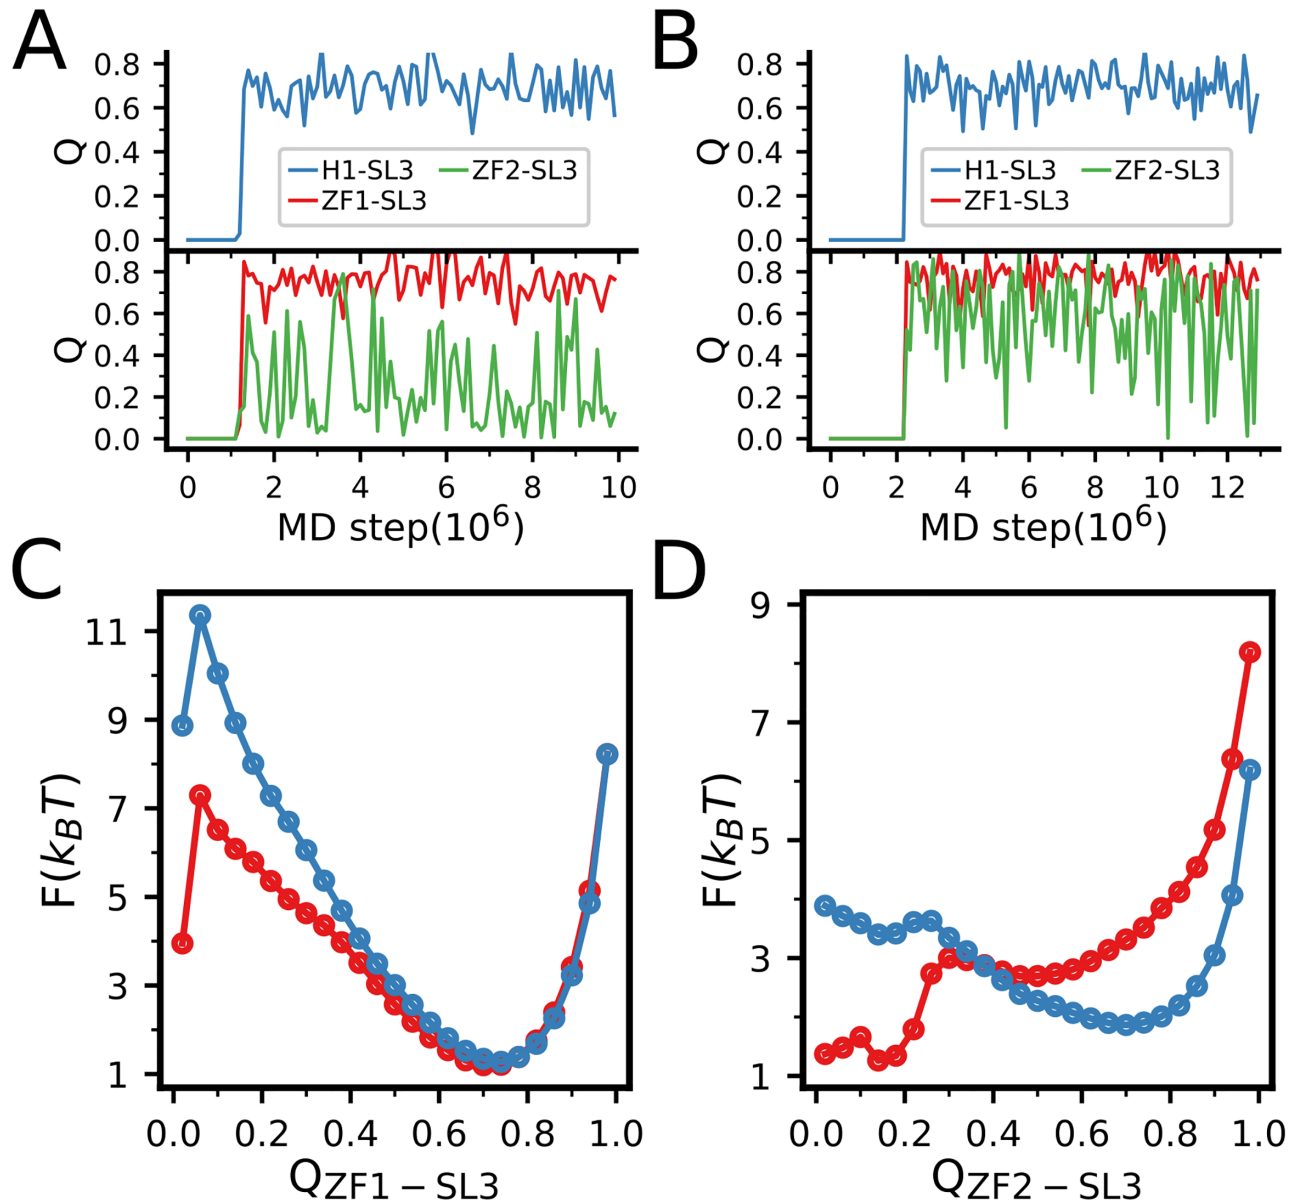 A
B
0.8
0.6
0.4
0.2
0.0
Q
H1-SL3
ZF2-SL3
ZF1-SL3
0.8
0.6
0.4
0.2
0.0
Q
H1-SL3
ZF2-SL3
ZF1-SL3
0.8
0.6
0.4
0.2
0.0
Q
0 2 4 6 8 10
MD step(10⁶)
0.8
0.6
0.4
0.2
0.0
Q
0 2 4 6 8 10 12
MD step(10⁶)
C
D
11
9
7
5
3
1
F(k_BT)
0.0 0.2 0.4 0.6 0.8 1.0
Q_ZF1 − SL3
9
7
5
3
1
F(k_BT)
0.0 0.2 0.4 0.6 0.8 1.0
Q_ZF2 − SL3